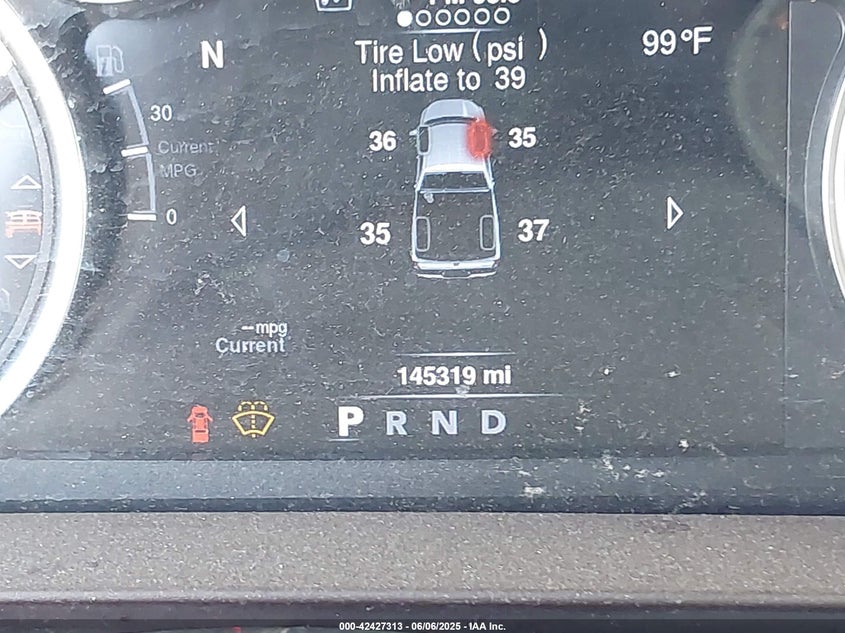 N
Tire Low (psi)
Inflate to 39
99°F
30
36
35
Current
MPG
0
35
37
--mpg
Current
145319 mi
P R N D
000-42427313 - 06/06/2025 - IAA Inc.